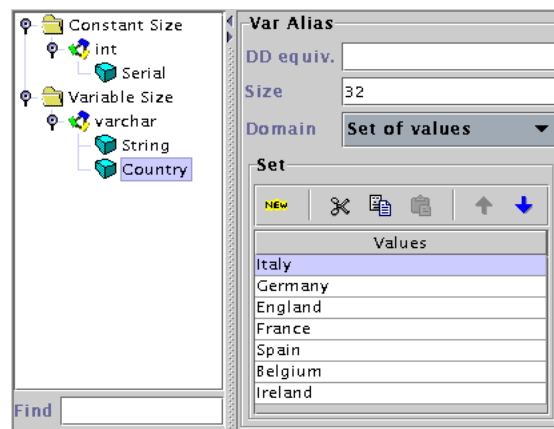 Constant Size
int
Serial
Variable Size
varchar
String
Country
Find
Var Alias
DD equiv.
Size 32
Domain Set of values
Set
NEW
Values
Italy
Germany
England
France
Spain
Belgium
Ireland